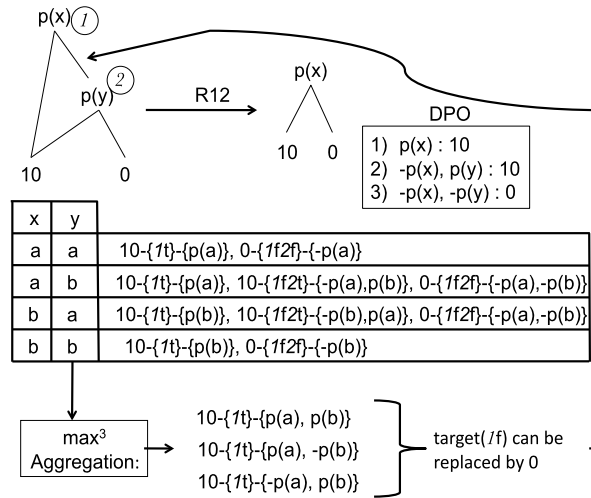 p(x) 1
p(y) 2
10 0
R12
p(x)
10 0
DPO
1) p(x) : 10
2) -p(x), p(y) : 10
3) -p(x), -p(y) : 0
x y
a a 10-{1t}-{p(a)}, 0-{1f2f}-{-p(a)}
a b 10-{1t}-{p(a)}, 10-{1f2t}-{-p(a),p(b)}, 0-{1f2f}-{-p(a),-p(b)}
b a 10-{1t}-{p(b)}, 10-{1f2t}-{-p(b),p(a)}, 0-{1f2f}-{-p(a),-p(b)}
b b 10-{1t}-{p(b)}, 0-{1f2f}-{-p(b)}
max³
Aggregation:
10-{1t}-{p(a), p(b)}
10-{1t}-{p(a), -p(b)}
10-{1t}-{-p(a), p(b)}
target(1f) can be
replaced by 0